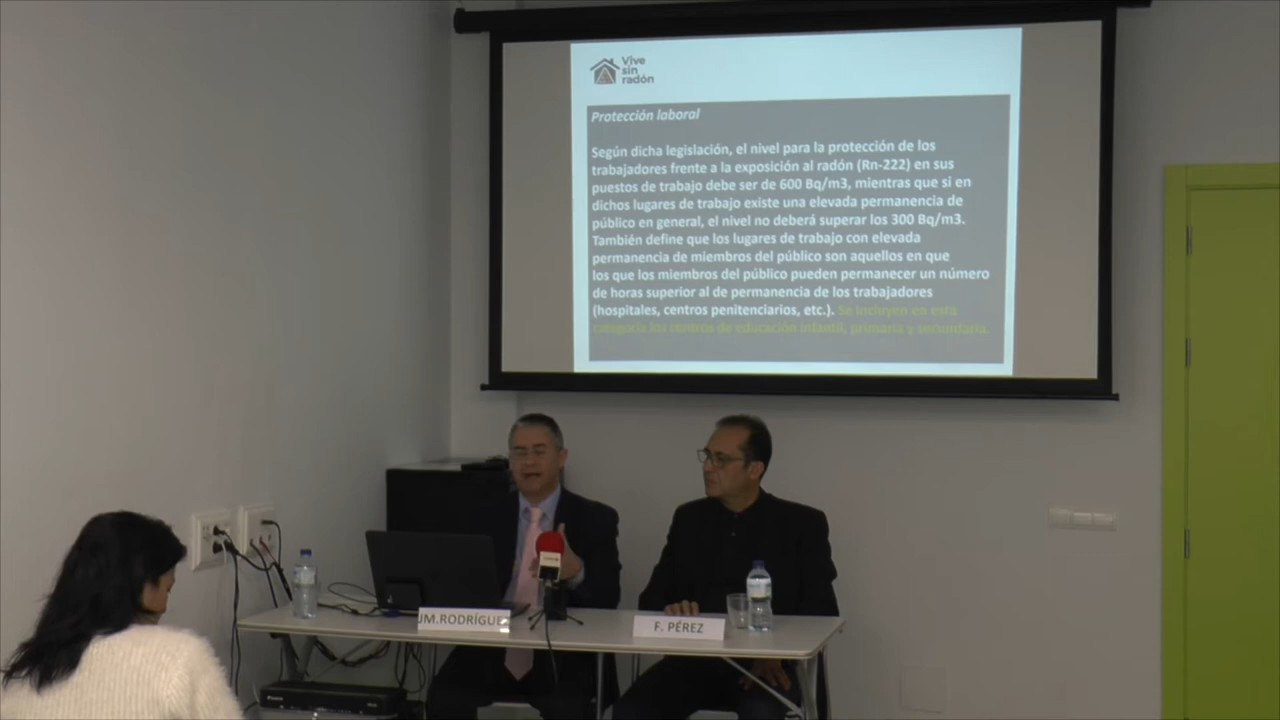 Vive
sin
radón
Protección laboral
Según dicha legislación, el nivel para la protección de los
trabajadores frente a la exposición al radón (Rn-222) en sus
puestos de trabajo debe ser de 600 Bq/m3, mientras que si en
dichos lugares de trabajo existe una elevada permanencia de
público en general, el nivel no deberá superar los 300 Bq/m3.
También define que los lugares de trabajo con elevada
permanencia de miembros del público son aquellos en que
los que los miembros del público pueden permanecer un número
de horas superior al de permanencia de los trabajadores
(hospitales, centros penitenciarios, etc.). Se incluyen en esta
categoría los centros de educación infantil, primaria y secundaria.
JM.RODRÍGUE
F. PÉREZ